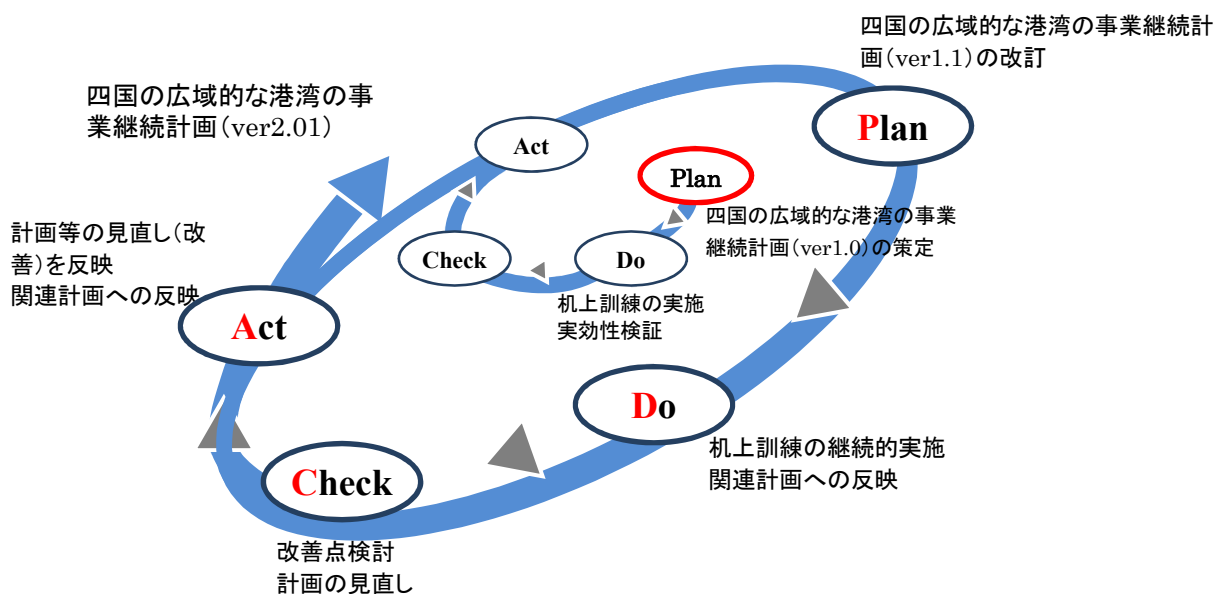 四国の広域的な港湾の事業継続計
画(ver1.1)の改訂
Plan
四国の広域的な港湾の事
業継続計画(ver2.01)
Act
Plan
四国の広域的な港湾の事業
継続計画(ver1.0)の策定
Check
Do
机上訓練の実施
実効性検証
計画等の見直し(改
善)を反映
関連計画への反映
Act
Do
机上訓練の継続的実施
関連計画への反映
Check
改善点検討
計画の見直し